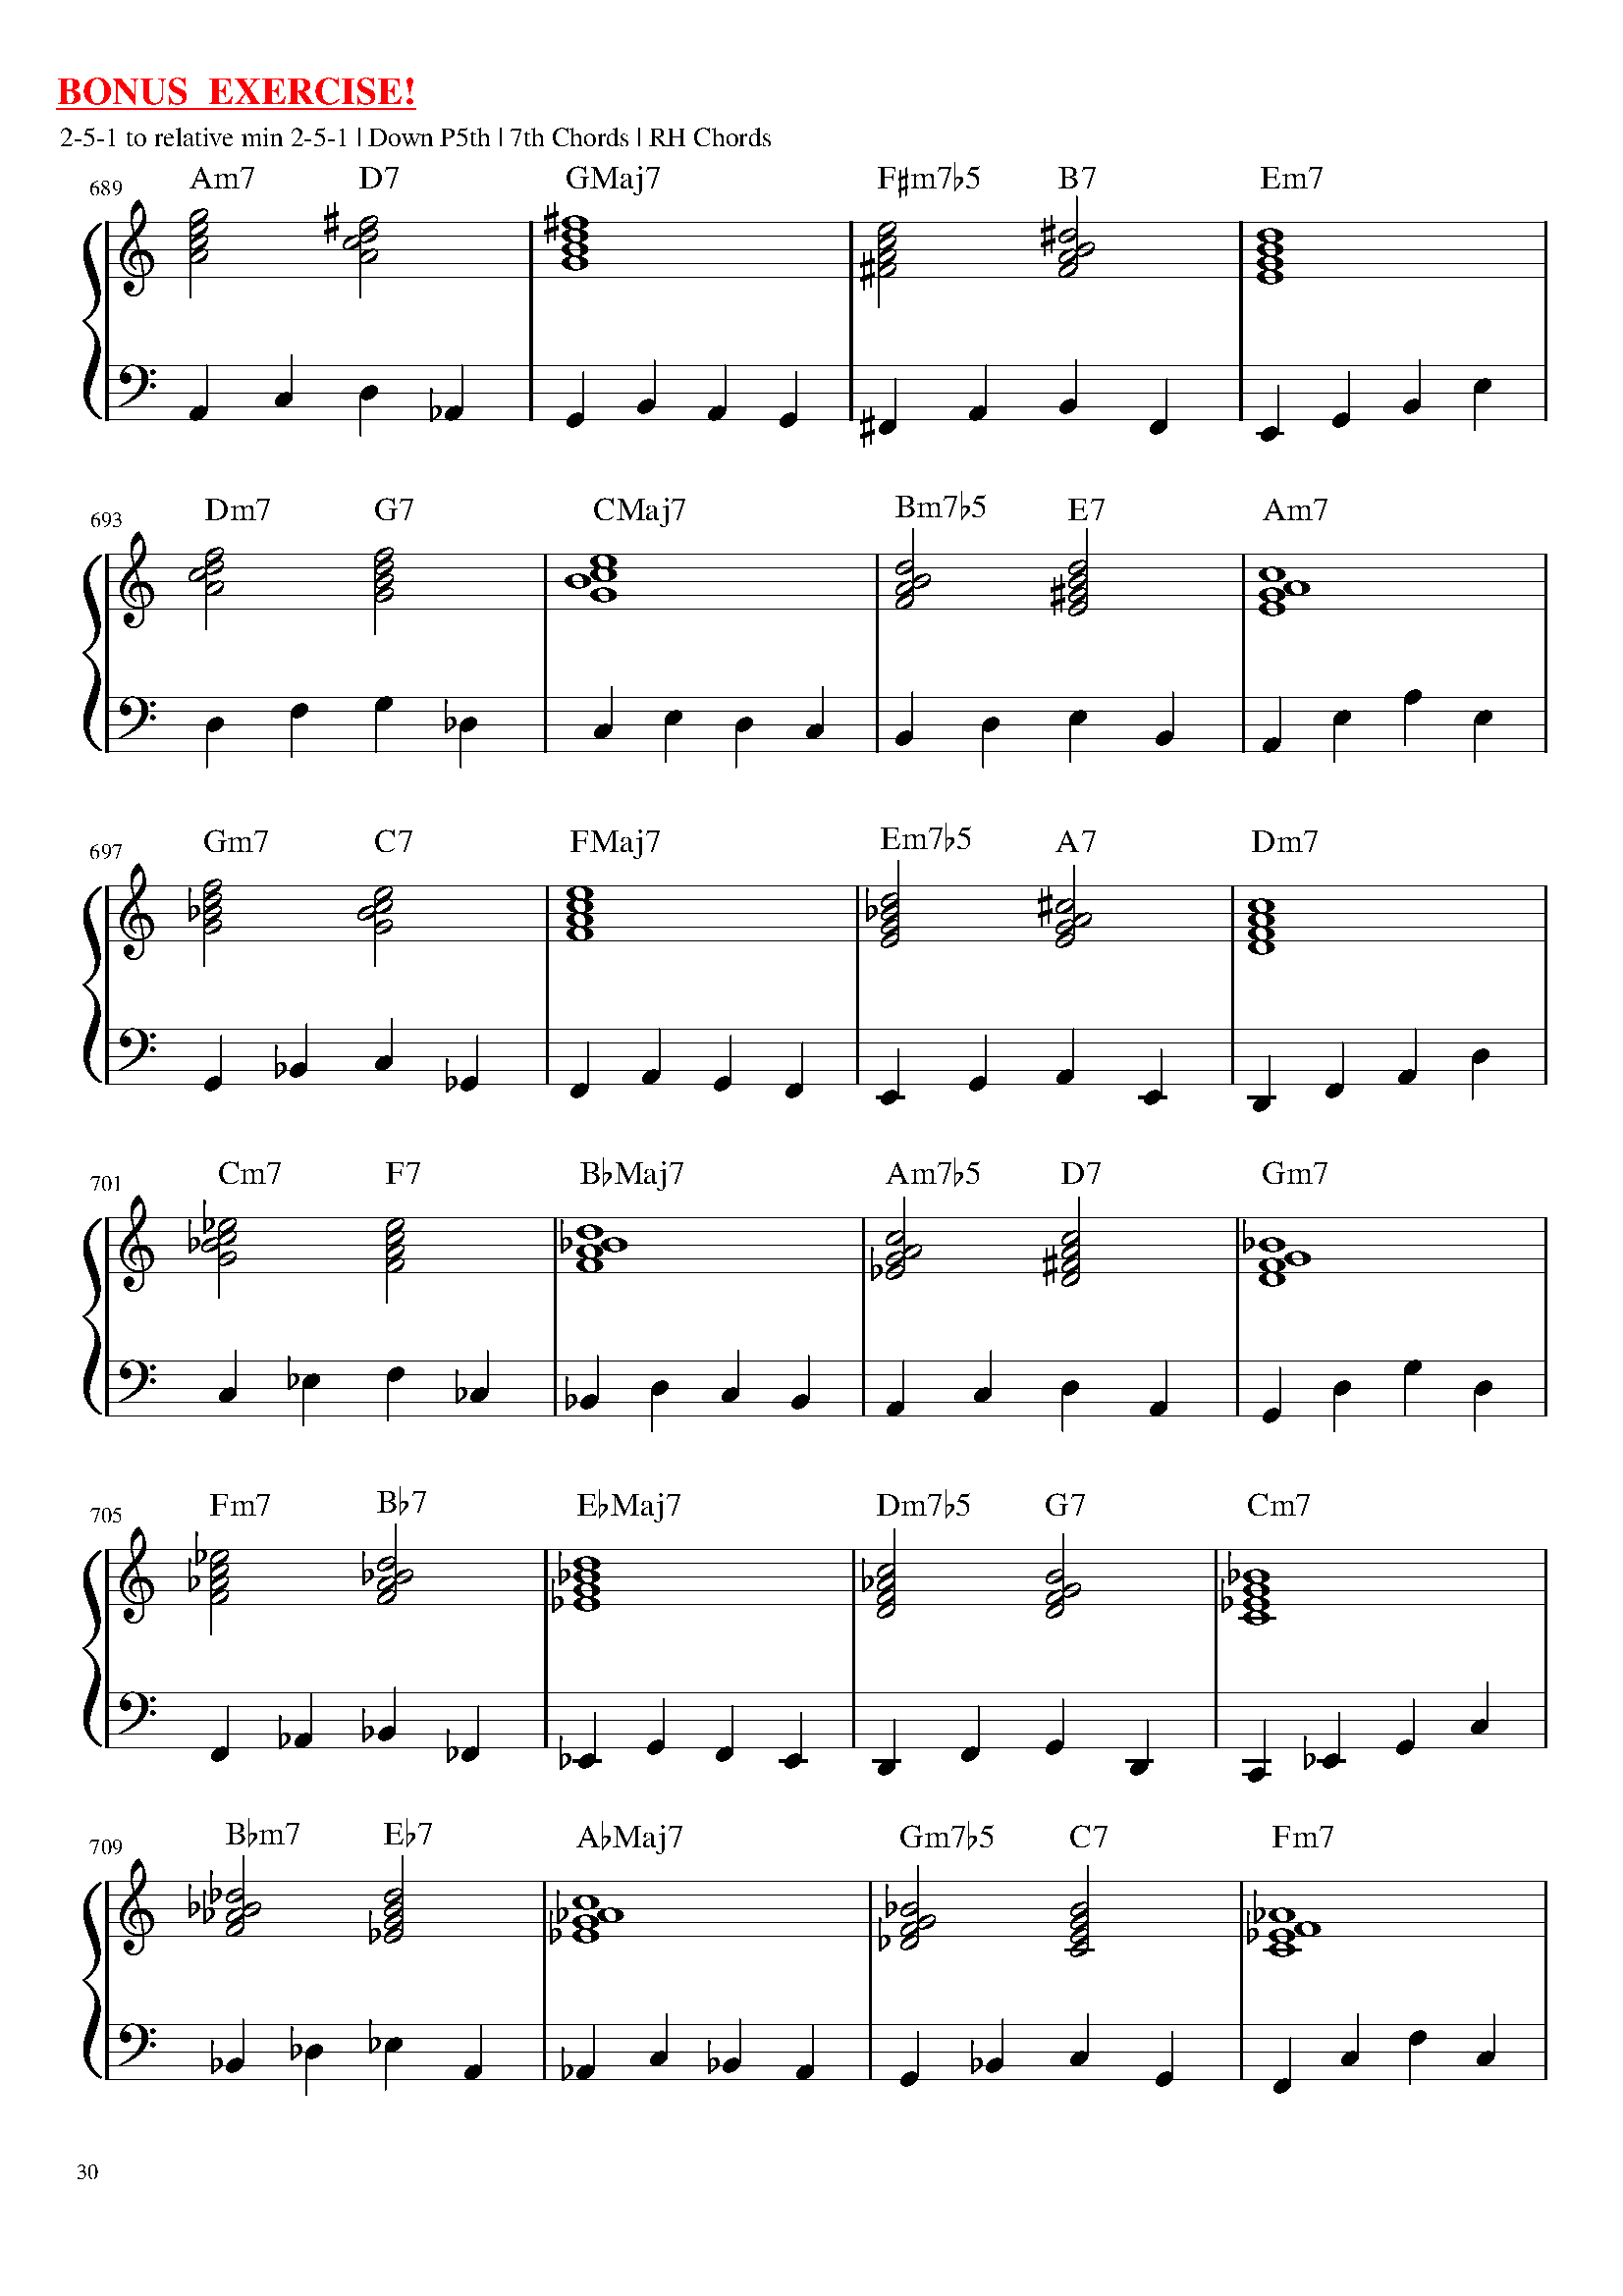 BONUS EXERCISE!
2-5-1 to relative min 2-5-1 | Down P5th | 7th Chords | RH Chords
689 Am7 D7 GMaj7 F♯m7♭5 B7 Em7
693 Dm7 G7 CMaj7 Bm7♭5 E7 Am7
697 Gm7 C7 FMaj7 Em7♭5 A7 Dm7
701 Cm7 F7 B♭Maj7 Am7♭5 D7 Gm7
705 Fm7 B♭7 E♭Maj7 Dm7♭5 G7 Cm7
709 B♭m7 E♭7 A♭Maj7 Gm7♭5 C7 Fm7
30